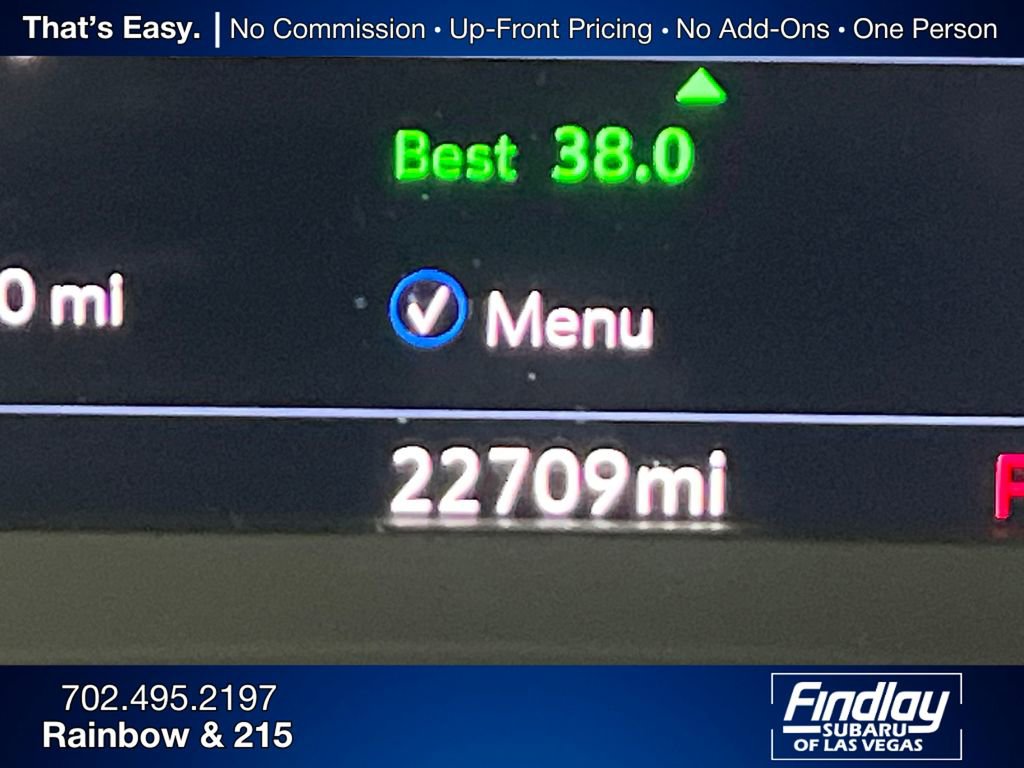 That's Easy. | No Commission • Up-Front Pricing • No Add-Ons • One Person
Best 38.0
0 mi
Menu
22709mi
702.495.2197
Rainbow & 215
Findlay
SUBARU
OF LAS VEGAS